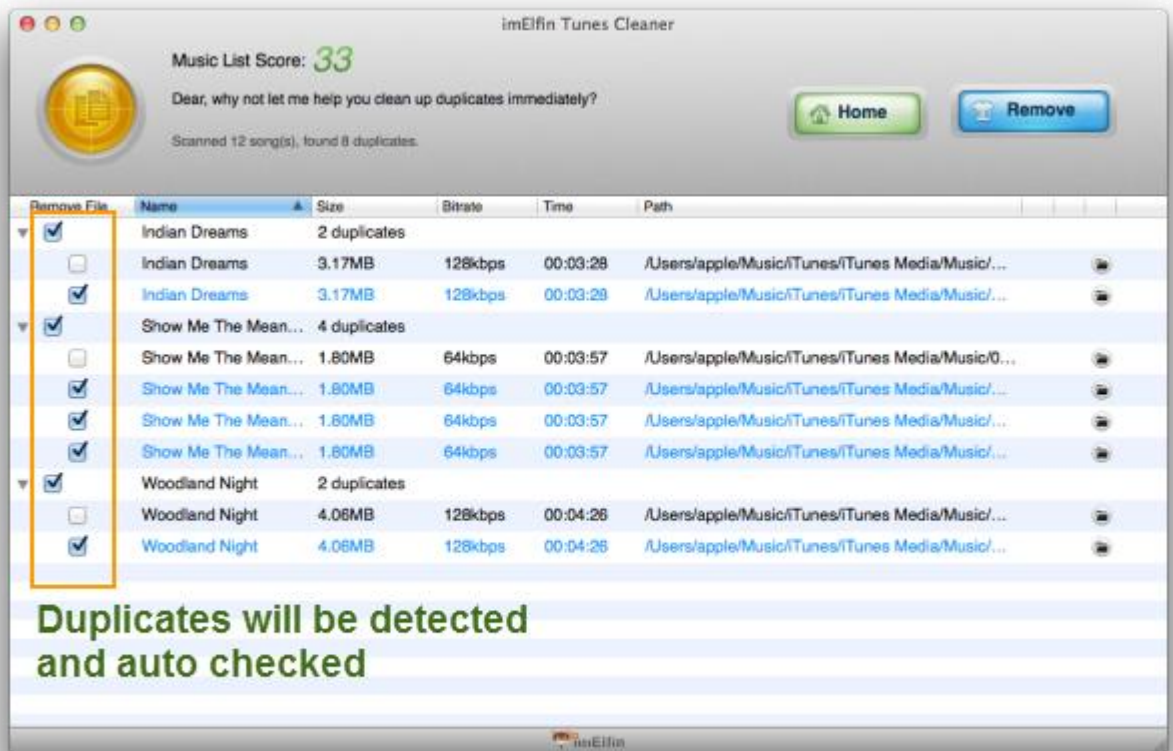 imElfin Tunes Cleaner
Music List Score: 33
Dear, why not let me help you clean up duplicates immediately?
Scanned 12 song(s), found 8 duplicates.
Home
Remove
Remove File Name Size Bitrate Time Path
Indian Dreams 2 duplicates
Indian Dreams 3.17MB 128kbps 00:03:28 /Users/apple/Music/iTunes/iTunes Media/Music/...
Indian Dreams 3.17MB 128kbps 00:03:28 /Users/apple/Music/iTunes/iTunes Media/Music/...
Show Me The Mean... 4 duplicates
Show Me The Mean... 1.80MB 64kbps 00:03:57 /Users/apple/Music/iTunes/iTunes Media/Music/0...
Show Me The Mean... 1.80MB 64kbps 00:03:57 /Users/apple/Music/iTunes/iTunes Media/Music/...
Show Me The Mean... 1.80MB 64kbps 00:03:57 /Users/apple/Music/iTunes/iTunes Media/Music/...
Show Me The Mean... 1.80MB 64kbps 00:03:57 /Users/apple/Music/iTunes/iTunes Media/Music/...
Woodland Night 2 duplicates
Woodland Night 4.06MB 128kbps 00:04:26 /Users/apple/Music/iTunes/iTunes Media/Music/...
Woodland Night 4.06MB 128kbps 00:04:26 /Users/apple/Music/iTunes/iTunes Media/Music/...
Duplicates will be detected
and auto checked
imElfin